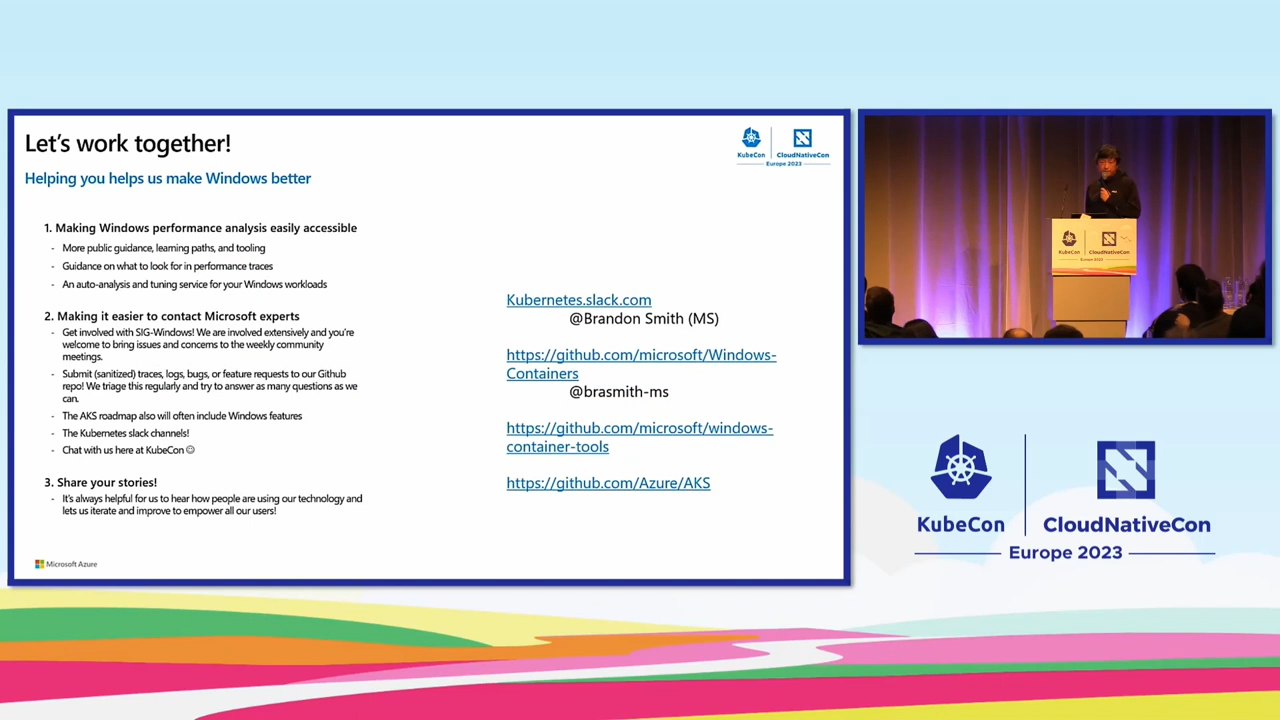 Let's work together!
Helping you helps us make Windows better
KubeCon
CloudNativeCon
Europe 2023
1. Making Windows performance analysis easily accessible
- More public guidance, learning paths, and tooling
- Guidance on what to look for in performance traces
- An auto-analysis and tuning service for your Windows workloads
2. Making it easier to contact Microsoft experts
- Get involved with SIG-Windows! We are involved extensively and you're
welcome to bring issues and concerns to the weekly community
meetings.
- Submit (sanitized) traces, logs, bugs, or feature requests to our Github
repo! We triage this regularly and try to answer as many questions as we
can.
- The AKS roadmap also will often include Windows features
- The Kubernetes slack channels!
- Chat with us here at KubeCon ☺
3. Share your stories!
- It's always helpful for us to hear how people are using our technology and
lets us iterate and improve to empower all our users!
Microsoft Azure
Kubernetes.slack.com
@Brandon Smith (MS)
https://github.com/microsoft/Windows-
Containers
@brasmith-ms
https://github.com/microsoft/windows-
container-tools
https://github.com/Azure/AKS
KubeCon
CloudNativeCon
Europe 2023
KubeCon
CloudNativeCon
Europe 2023